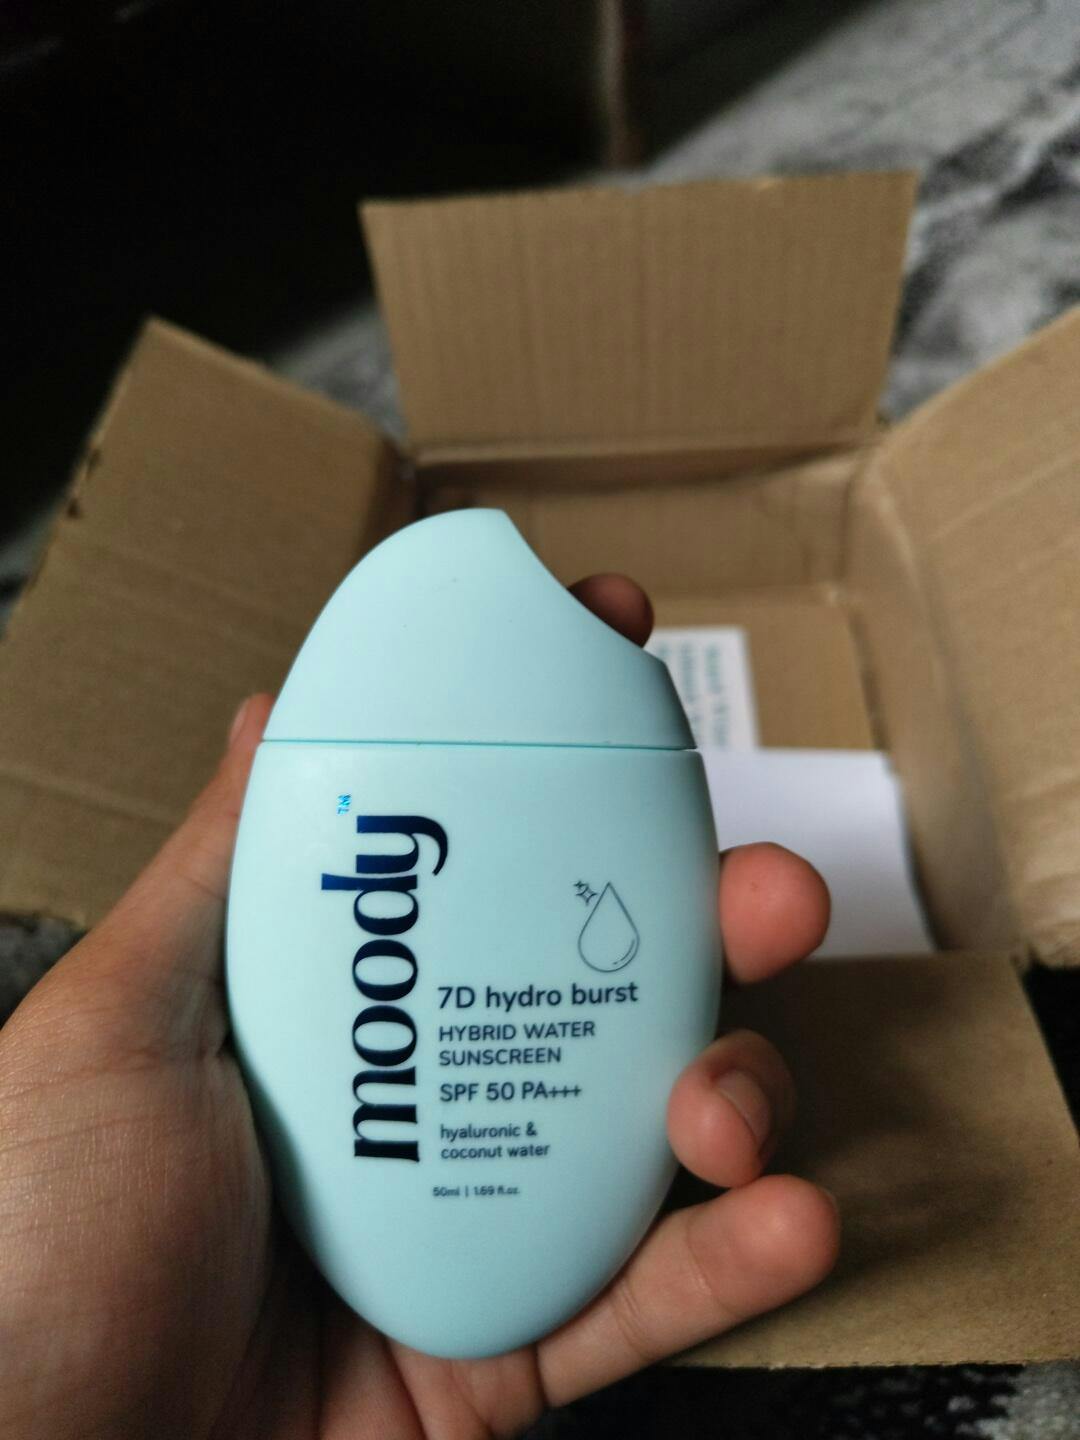 moody™
7D hydro burst
HYBRID WATER
SUNSCREEN
SPF 50 PA+++
hyaluronic &
coconut water
50ml | 1.69 fl.oz.